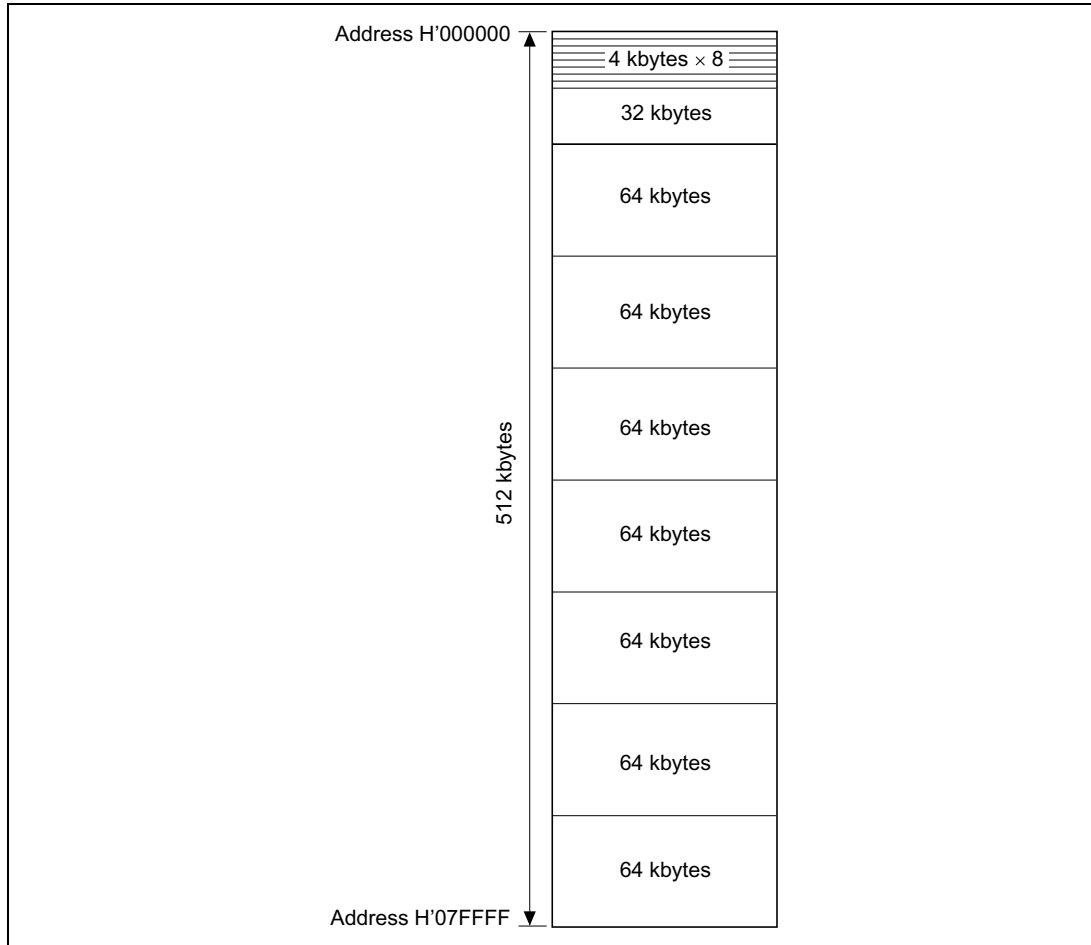 Address H'000000
4 kbytes × 8
32 kbytes
64 kbytes
64 kbytes
64 kbytes
512 kbytes
64 kbytes
64 kbytes
64 kbytes
64 kbytes
Address H'07FFFF